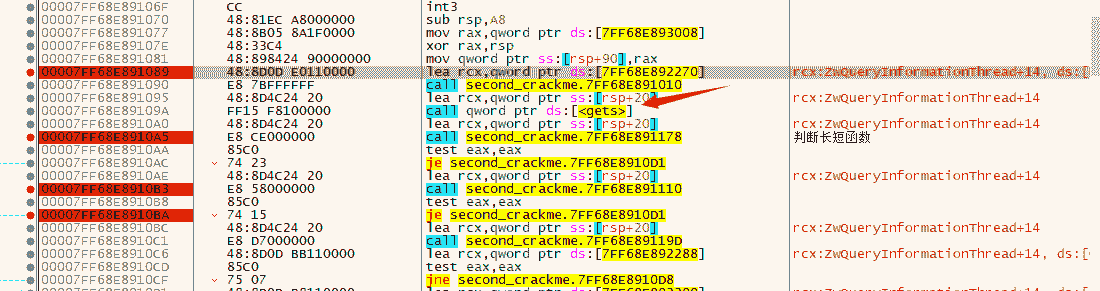 00007FF68E89106F CC int3
00007FF68E891070 48:81EC A8000000 sub rsp,A8
00007FF68E891077 48:8B05 8A1F0000 mov rax,qword ptr ds:[7FF68E893008]
00007FF68E89107E 48:33C4 xor rax,rsp
00007FF68E891081 48:898424 90000000 mov qword ptr ss:[rsp+90],rax
00007FF68E891089 48:8D0D E0110000 lea rcx,qword ptr ds:[7FF68E892270] rcx:ZwQueryInformationThread+14, ds:[
00007FF68E891090 E8 7BFFFFFF call second_crackme.7FF68E891010
00007FF68E891095 48:8D4C24 20 lea rcx,qword ptr ss:[rsp+20] rcx:ZwQueryInformationThread+14
00007FF68E89109A FF15 F8100000 call qword ptr ds:[<gets>]
00007FF68E8910A0 48:8D4C24 20 lea rcx,qword ptr ss:[rsp+20] rcx:ZwQueryInformationThread+14
00007FF68E8910A5 E8 CE000000 call second_crackme.7FF68E891178 判断长短函数
00007FF68E8910AA 85C0 test eax,eax
00007FF68E8910AC 74 23 je second_crackme.7FF68E8910D1
00007FF68E8910AE 48:8D4C24 20 lea rcx,qword ptr ss:[rsp+20] rcx:ZwQueryInformationThread+14
00007FF68E8910B3 E8 58000000 call second_crackme.7FF68E891110
00007FF68E8910B8 85C0 test eax,eax
00007FF68E8910BA 74 15 je second_crackme.7FF68E8910D1
00007FF68E8910BC 48:8D4C24 20 lea rcx,qword ptr ss:[rsp+20] rcx:ZwQueryInformationThread+14
00007FF68E8910C1 E8 D7000000 call second_crackme.7FF68E89119D
00007FF68E8910C6 48:8D0D BB110000 lea rcx,qword ptr ds:[7FF68E892288] rcx:ZwQueryInformationThread+14, ds:[
00007FF68E8910CD 85C0 test eax,eax
00007FF68E8910CF 75 07 jne second_crackme.7FF68E8910D8